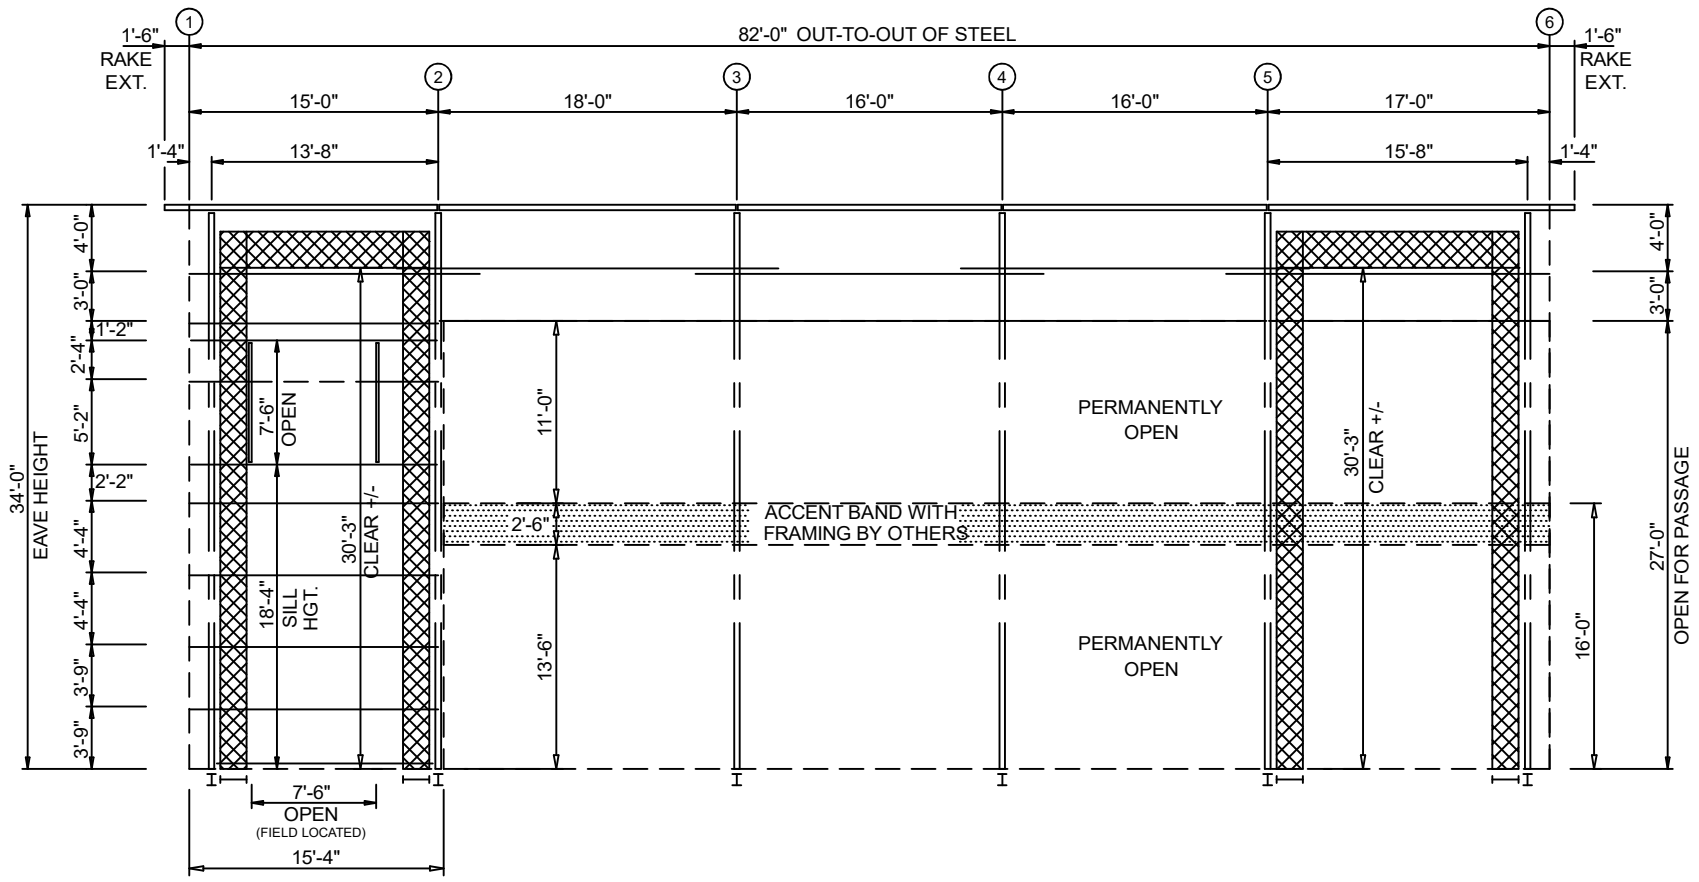 1
6
1'-6"
82'-0" OUT-TO-OUT OF STEEL
1'-6"
RAKE
EXT.
RAKE
EXT.
2
3
4
5
15'-0"
18'-0"
16'-0"
16'-0"
17'-0"
1'-4"
13'-8"
15'-8"
1'-4"
34'-0"
EAVE HEIGHT
4'-0"
3'-0"
1'-2"
2'-4"
5'-2"
2'-2"
4'-4"
4'-4"
3'-9"
3'-9"
7'-6"
OPEN
18'-4"
SILL
HGT.
30'-3"
CLEAR +/-
11'-0"
2'-6"
13'-6"
ACCENT BAND WITH
FRAMING BY OTHERS
PERMANENTLY
OPEN
PERMANENTLY
OPEN
30'-3"
CLEAR +/-
4'-0"
3'-0"
27'-0"
OPEN FOR PASSAGE
16'-0"
7'-6"
OPEN
(FIELD LOCATED)
15'-4"